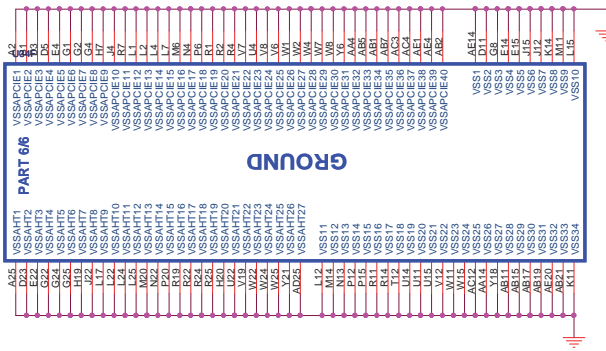 A2
B1
D3
D5
E4
G1
G2
G4
H7
J4
R7
L1
L2
L4
L7
M6
N4
P6
R1
R2
R4
V7
U4
V8
V6
W1
W2
W4
W7
W8
Y6
AA4
AB5
AB1
AB7
AC3
AC4
AE1
AE4
AB2
AE14
D11
G8
E14
E15
J15
J12
K14
M11
L15
VSSAPCIE1
VSSAPCIE2
VSSAPCIE3
VSSAPCIE4
VSSAPCIE5
VSSAPCIE6
VSSAPCIE7
VSSAPCIE8
VSSAPCIE9
VSSAPCIE10
VSSAPCIE11
VSSAPCIE12
VSSAPCIE13
VSSAPCIE14
VSSAPCIE15
VSSAPCIE16
VSSAPCIE17
VSSAPCIE18
VSSAPCIE19
VSSAPCIE20
VSSAPCIE21
VSSAPCIE22
VSSAPCIE23
VSSAPCIE24
VSSAPCIE25
VSSAPCIE26
VSSAPCIE27
VSSAPCIE28
VSSAPCIE29
VSSAPCIE30
VSSAPCIE31
VSSAPCIE32
VSSAPCIE33
VSSAPCIE34
VSSAPCIE35
VSSAPCIE36
VSSAPCIE37
VSSAPCIE38
VSSAPCIE39
VSSAPCIE40
VSS1
VSS2
VSS3
VSS4
VSS5
VSS6
VSS7
VSS8
VSS9
VSS10
PART 6/6
GROUND
VSSAHT1
VSSAHT2
VSSAHT3
VSSAHT4
VSSAHT5
VSSAHT6
VSSAHT7
VSSAHT8
VSSAHT9
VSSAHT10
VSSAHT11
VSSAHT12
VSSAHT13
VSSAHT14
VSSAHT15
VSSAHT16
VSSAHT17
VSSAHT18
VSSAHT19
VSSAHT20
VSSAHT21
VSSAHT22
VSSAHT23
VSSAHT24
VSSAHT25
VSSAHT26
VSSAHT27
VSS11
VSS12
VSS13
VSS14
VSS15
VSS16
VSS17
VSS18
VSS19
VSS20
VSS21
VSS22
VSS23
VSS24
VSS25
VSS26
VSS27
VSS28
VSS29
VSS30
VSS31
VSS32
VSS33
VSS34
A25
D23
E22
G22
G24
G25
H19
J22
L17
L22
L24
L25
M20
N22
P20
R19
R22
R24
R25
H20
U22
V19
W22
W24
W25
Y21
AD25
L12
M14
N13
P12
P15
R11
R14
T12
U14
U11
U15
V12
W11
W15
AC12
AA14
Y18
AB11
AB15
AB17
AB19
AE20
AB21
K11